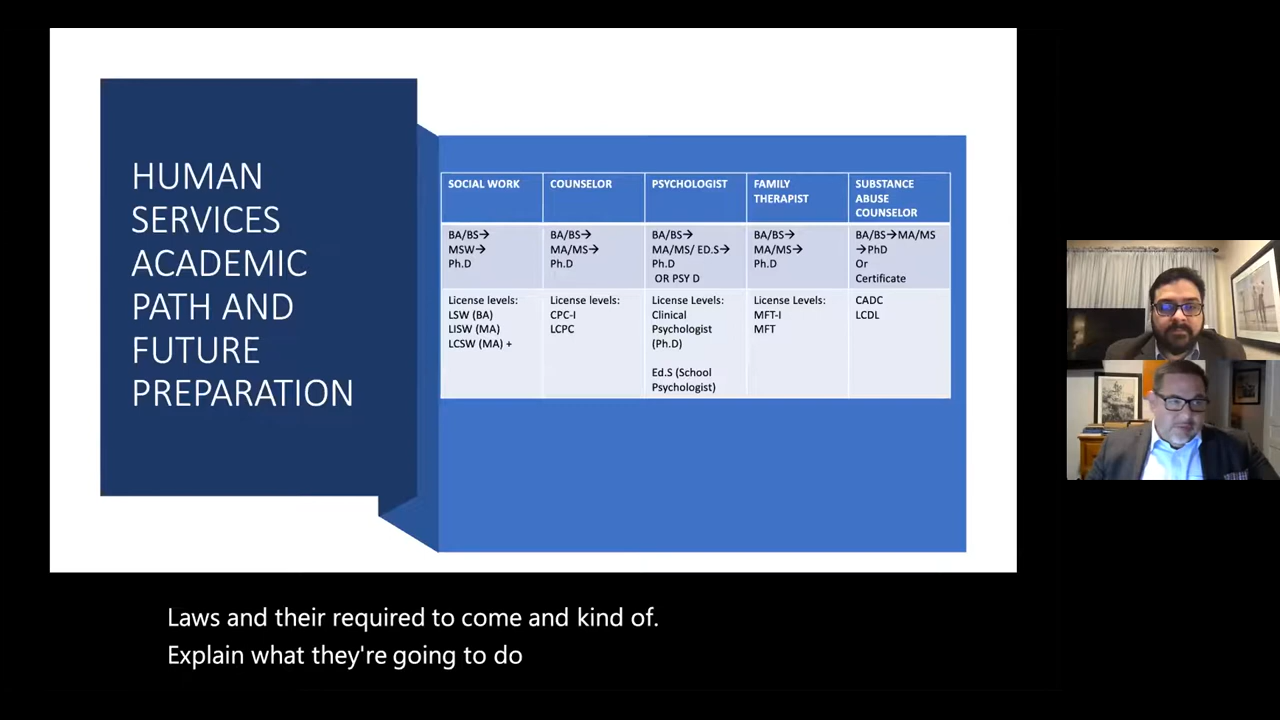 HUMAN
SERVICES
ACADEMIC
PATH AND
FUTURE
PREPARATION
SOCIAL WORK
COUNSELOR
PSYCHOLOGIST
FAMILY
THERAPIST
SUBSTANCE
ABUSE
COUNSELOR
BA/BS→
MSW→
Ph.D
BA/BS→
MA/MS→
Ph.D
BA/BS→
MA/MS/ ED.S→
Ph.D
OR PSY D
BA/BS→
MA/MS→
Ph.D
BA/BS→MA/MS
→PhD
Or
Certificate
License levels:
LSW (BA)
LISW (MA)
LCSW (MA) +
License levels:
CPC-I
LCPC
License Levels:
Clinical
Psychologist
(Ph.D)
Ed.S (School
Psychologist)
License Levels:
MFT-I
MFT
CADC
LCDL
Laws and their required to come and kind of.
Explain what they're going to do